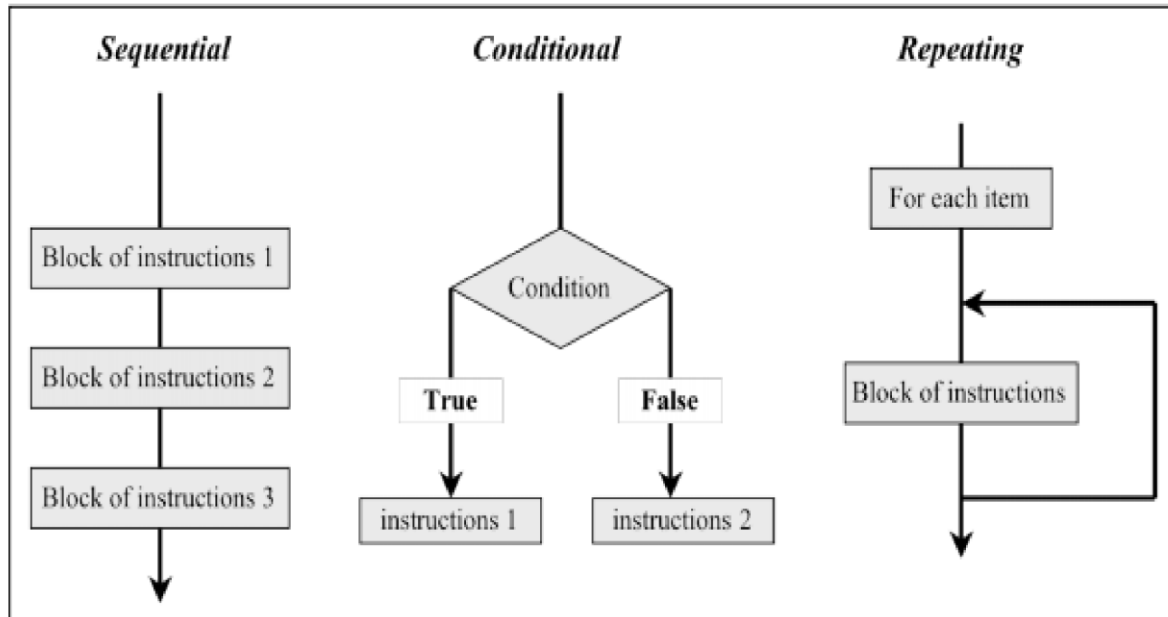 Sequential
Block of instructions 1
Block of instructions 2
Block of instructions 3
Conditional
Condition
True
False
instructions 1
instructions 2
Repeating
For each item
Block of instructions